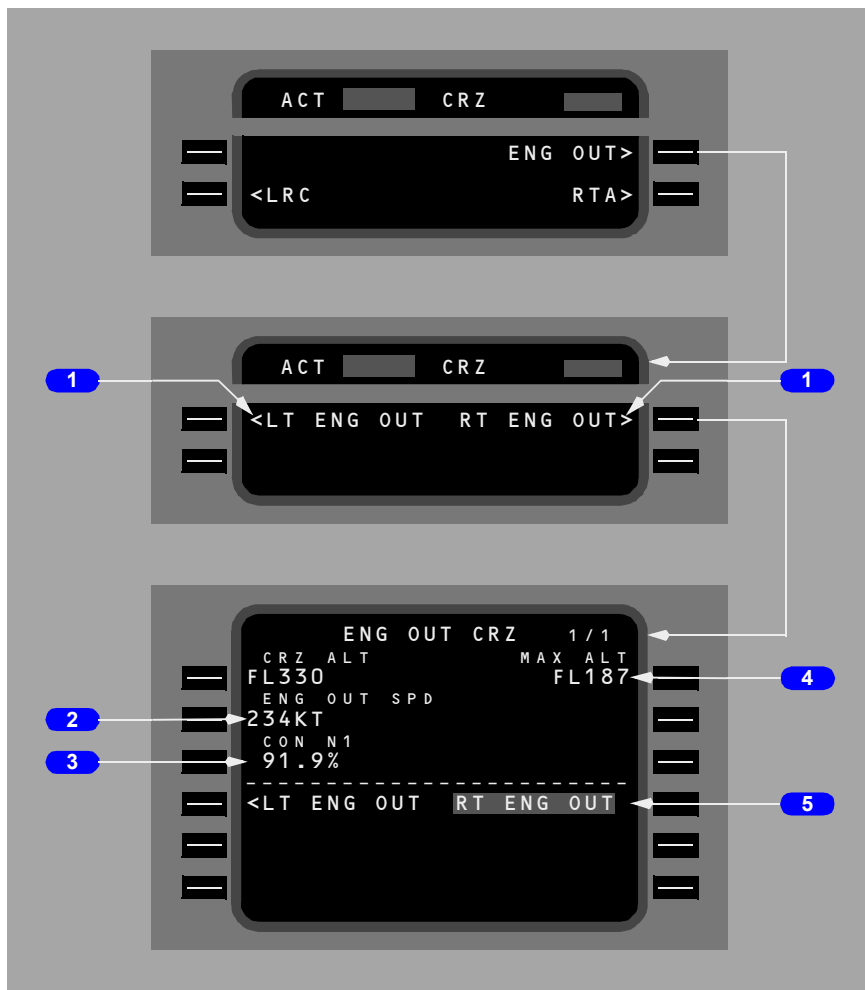 ACT CRZ
ENG OUT>
<LRC RTA>
ACT CRZ
1 1
<LT ENG OUT RT ENG OUT>
ENG OUT CRZ 1/1
CRZ ALT MAX ALT
FL330 FL187 4
ENG OUT SPD
2 234KT
CON N1
3 91.9%
------------------------
<LT ENG OUT RT ENG OUT 5